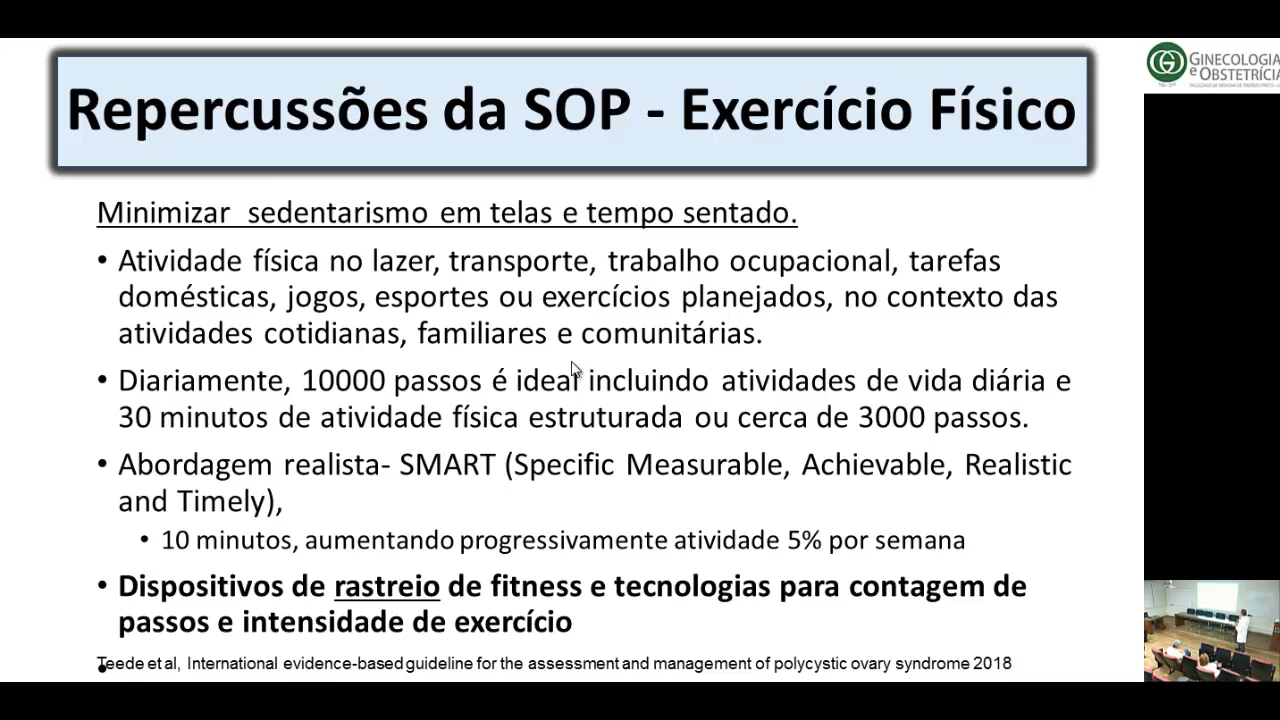 Repercussões da SOP - Exercício Físico
GINECOLOGIA
e OBSTETRÍCIA
Minimizar sedentarismo em telas e tempo sentado.
• Atividade física no lazer, transporte, trabalho ocupacional, tarefas
domésticas, jogos, esportes ou exercícios planejados, no contexto das
atividades cotidianas, familiares e comunitárias.
• Diariamente, 10000 passos é ideal incluindo atividades de vida diária e
30 minutos de atividade física estruturada ou cerca de 3000 passos.
• Abordagem realista- SMART (Specific Measurable, Achievable, Realistic
and Timely),
• 10 minutos, aumentando progressivamente atividade 5% por semana
• Dispositivos de rastreio de fitness e tecnologias para contagem de
passos e intensidade de exercício
Teede et al, International evidence-based guideline for the assessment and management of polycystic ovary syndrome 2018